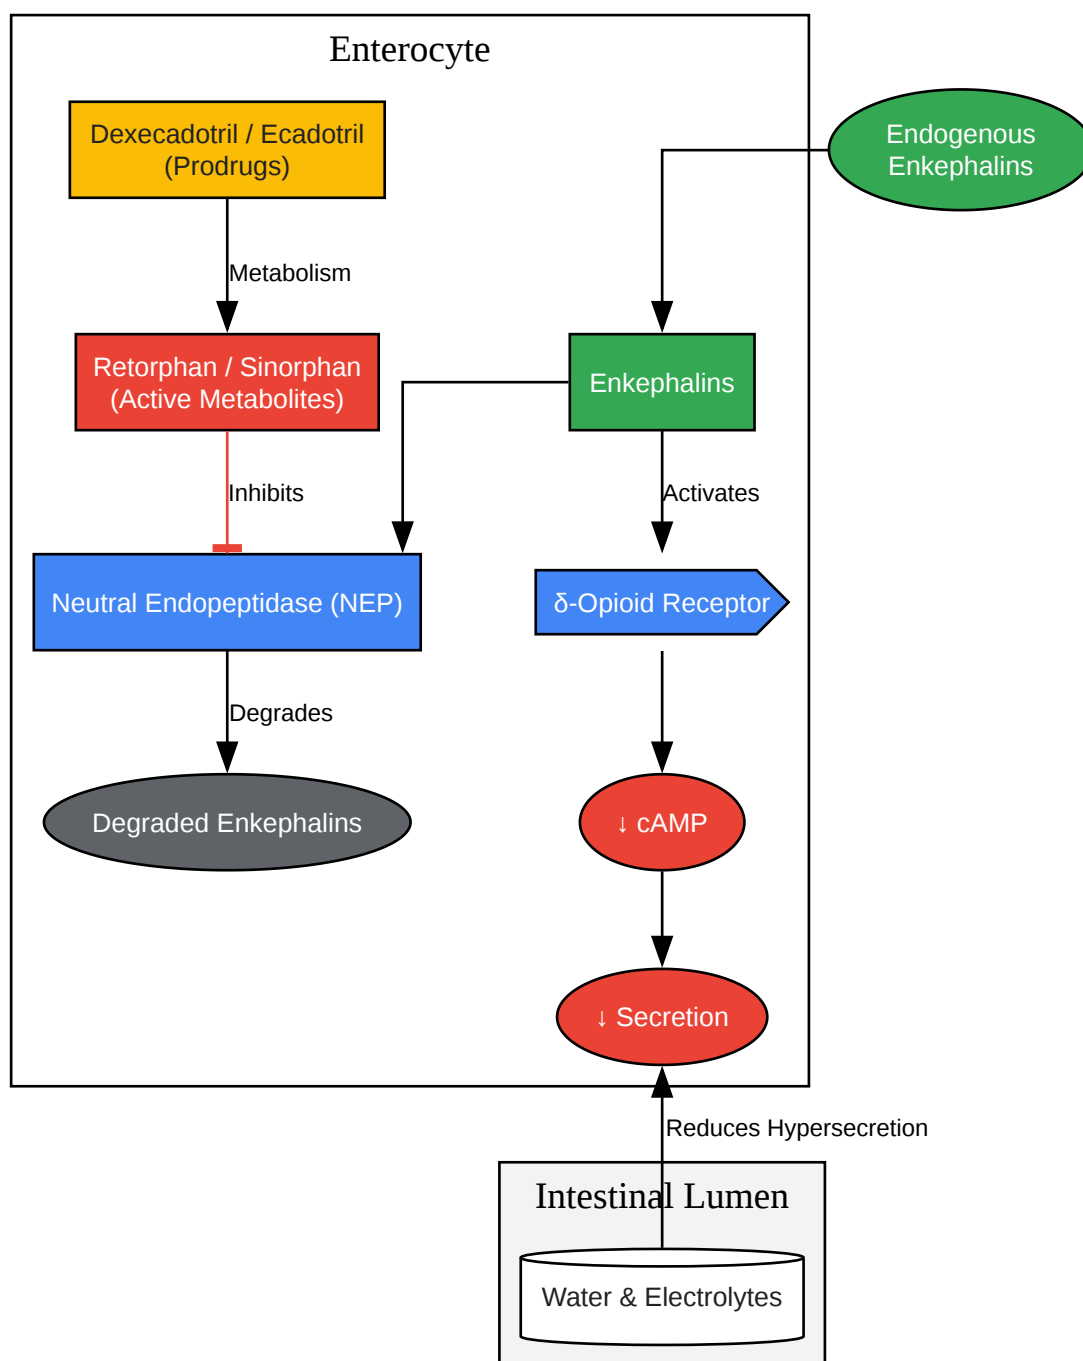 Enterocyte
Dexecadotril / Ecadotril
(Prodrugs)
Endogenous
Enkephalins
Metabolism
Retorphan / Sinorphan
(Active Metabolites)
Enkephalins
Inhibits
Activates
Neutral Endopeptidase (NEP)
δ-Opioid Receptor
Degrades
Degraded Enkephalins
↓ cAMP
↓ Secretion
Reduces Hypersecretion
Intestinal Lumen
Water & Electrolytes